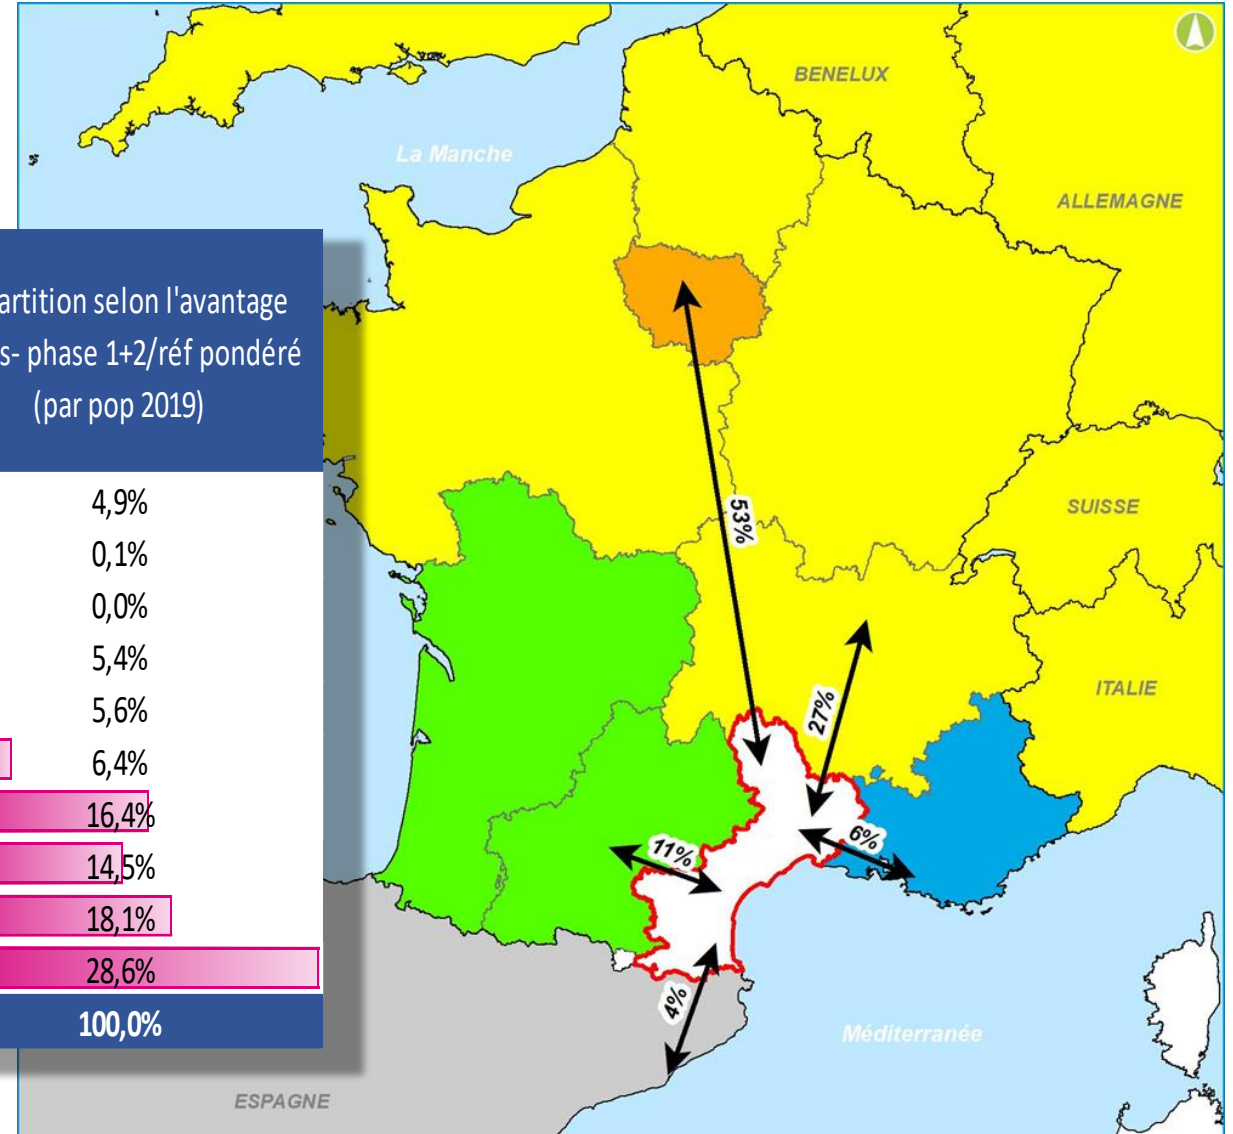 BENELUX
La Manche
ALLEMAGNE
artition selon l'avantage
s- phase 1+2/réf pondéré
(par pop 2019)
4,9%
0,1%
0,0%
5,4%
5,6%
6,4%
16,4%
14,5%
18,1%
28,6%
100,0%
53%
SUISSE
27%
ITALIE
6%
11%
4%
Méditerranée
ESPAGNE